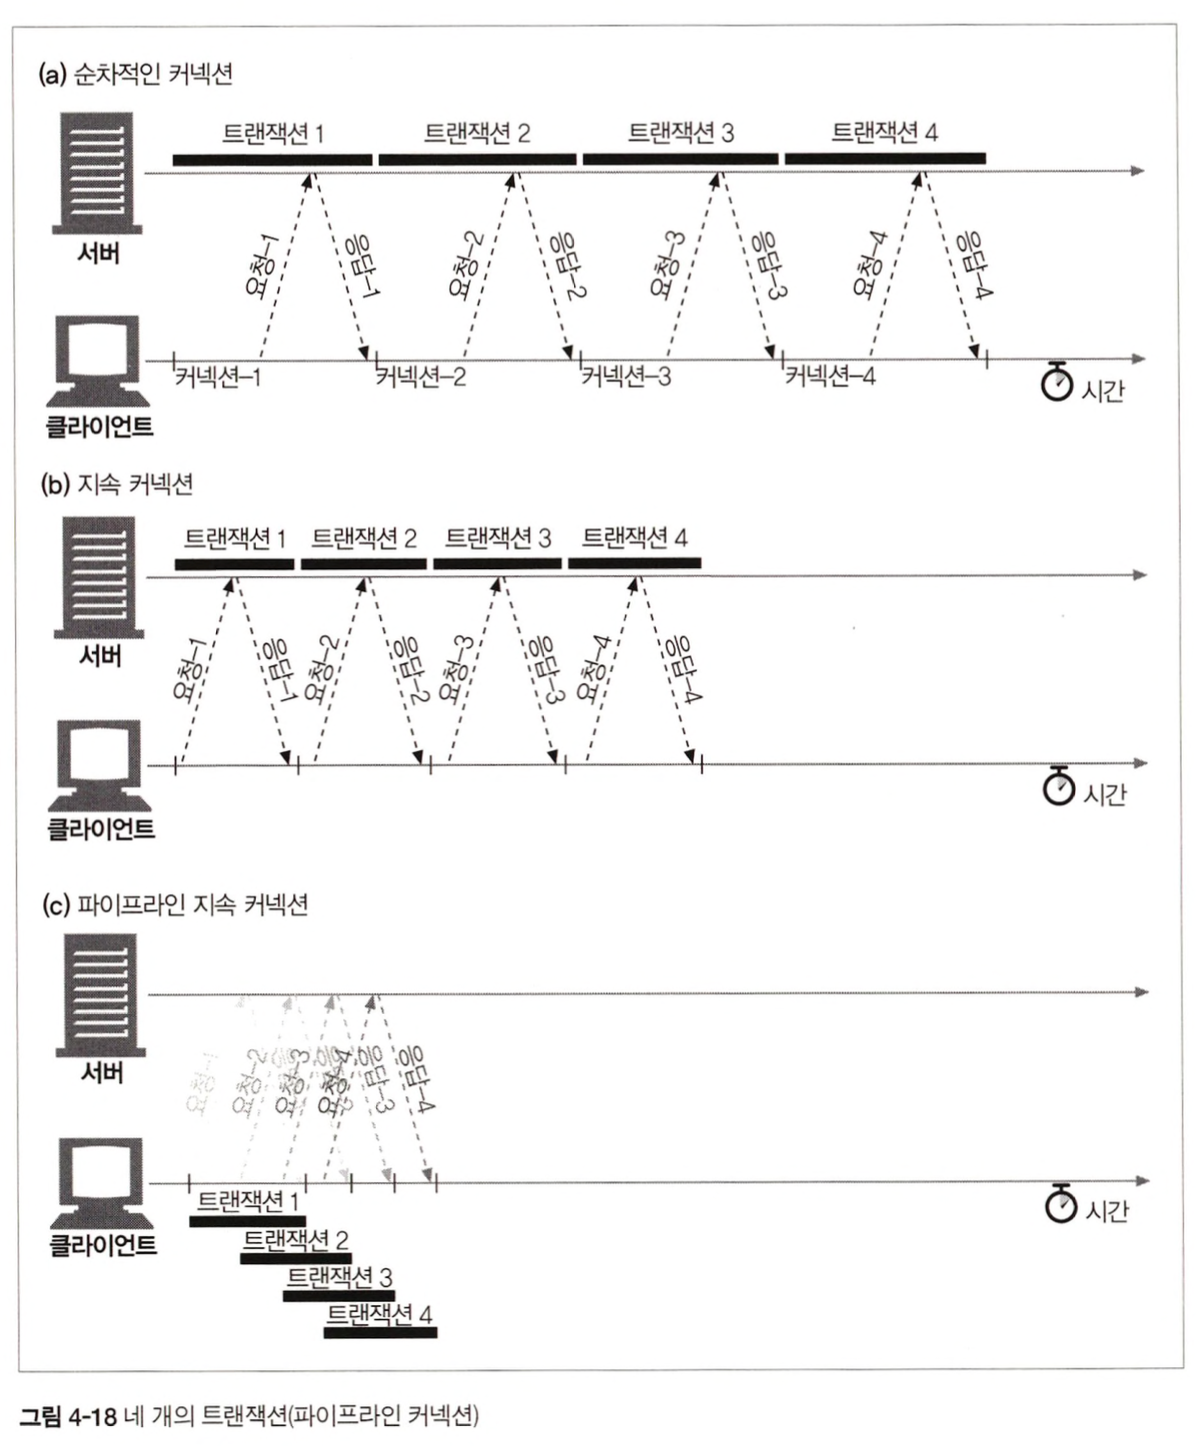 (a) 순차적인 커넥션
트랜잭션 1
트랜잭션 2
트랜잭션 3
트랜잭션 4
서버
요청-1
응답-1
요청-2
응답-2
요청-3
응답-3
요청-4
응답-4
커넥션-1
커넥션-2
커넥션-3
커넥션-4
시간
클라이언트
(b) 지속 커넥션
트랜잭션 1
트랜잭션 2
트랜잭션 3
트랜잭션 4
서버
요청-1
응답-1
요청-2
응답-2
요청-3
응답-3
요청-4
응답-4
시간
클라이언트
(c) 파이프라인 지속 커넥션
서버
요청-1
요청-2
요청-3
요청-4
응답-3
응답-4
시간
클라이언트
트랜잭션 1
트랜잭션 2
트랜잭션 3
트랜잭션 4
그림 4-18 네 개의 트랜잭션(파이프라인 커넥션)